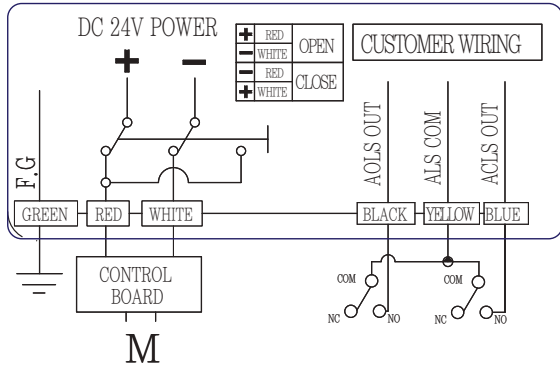 DC 24V POWER
+ −
+ RED
− WHITE
OPEN
− RED
+ WHITE
CLOSE
CUSTOMER WIRING
F.G
AOLS OUT
ALS COM
ACLS OUT
GREEN RED WHITE BLACK YELLOW BLUE
CONTROL
BOARD
COM COM
NC NO NC NO
M